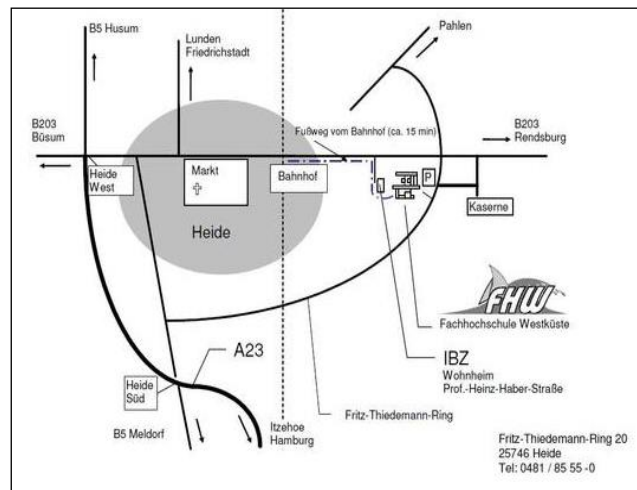 B5 Husum
Lunden
Friedrichstadt
Pahlen
B203
Büsum
Fußweg vom Bahnhof (ca. 15 min)
B203
Rendsburg
Heide
West
Markt
Bahnhof
P
Kaserne
Heide
FHW
Fachhochschule Westküste
A23
IBZ
Wohnheim
Prof.-Heinz-Haber-Straße
Heide
Süd
Fritz-Thiedemann-Ring
B5 Meldorf
Itzehoe
Hamburg
Fritz-Thiedemann-Ring 20
25746 Heide
Tel: 0481 / 85 55 -0